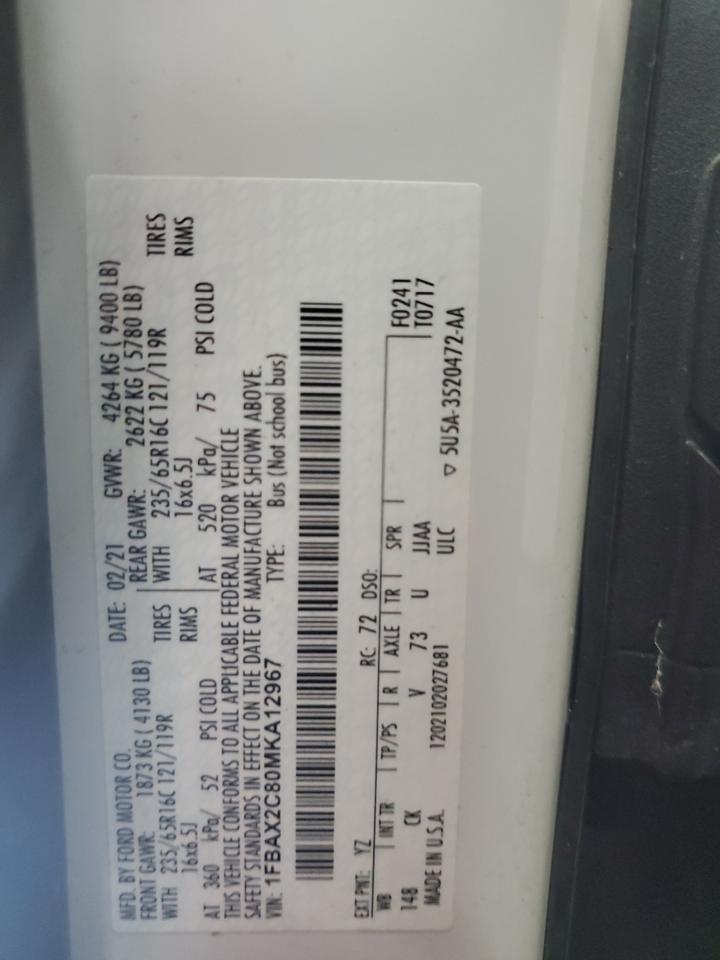 MFD. BY FORD MOTOR CO. DATE: 02/21 GVWR: 4264 KG ( 9400 LB)
FRONT GAWR: 1873 KG ( 4130 LB) REAR GAWR: 2622 KG ( 5780 LB)
WITH 235/65R16C 121/119R TIRES WITH 235/65R16C 121/119R TIRES
16x6.5J RIMS 16x6.5J RIMS
AT 360 kPa/ 52 PSI COLD AT 520 kPa/ 75 PSI COLD
THIS VEHICLE CONFORMS TO ALL APPLICABLE FEDERAL MOTOR VEHICLE
SAFETY STANDARDS IN EFFECT ON THE DATE OF MANUFACTURE SHOWN ABOVE.
VIN: 1FBAX2C80MKA12967 TYPE: Bus (Not school bus)
EXT PNT: YZ RC: 72 DSO:
WB INT TR TP/PS R AXLE TR SPR F0241
148 CK V 73 U JJAA T0717
MADE IN U.S.A. 1202102027681 ULC ▽ 5U5A-3520472-AA